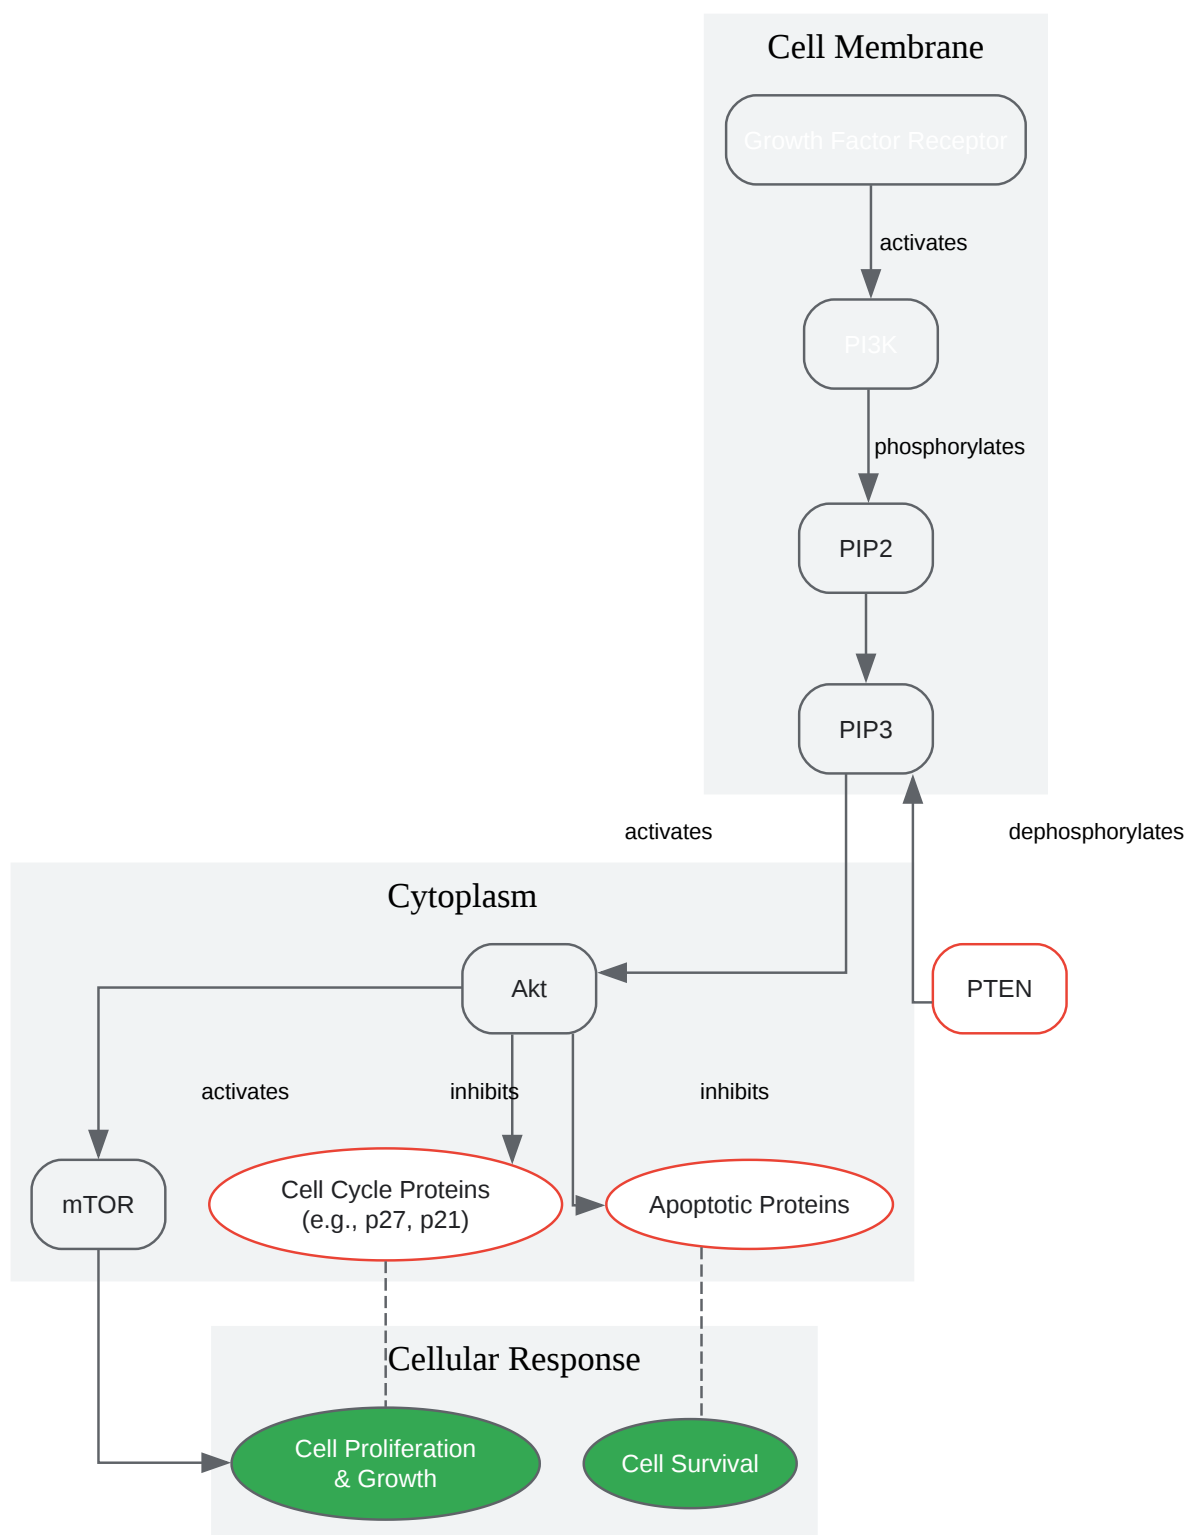 Cell Membrane
Growth Factor Receptor
activates
PI3K
phosphorylates
PIP2
PIP3
activates
dephosphorylates
Cytoplasm
Akt
PTEN
activates
inhibits
inhibits
mTOR
Cell Cycle Proteins
(e.g., p27, p21)
Apoptotic Proteins
Cellular Response
Cell Proliferation
& Growth
Cell Survival